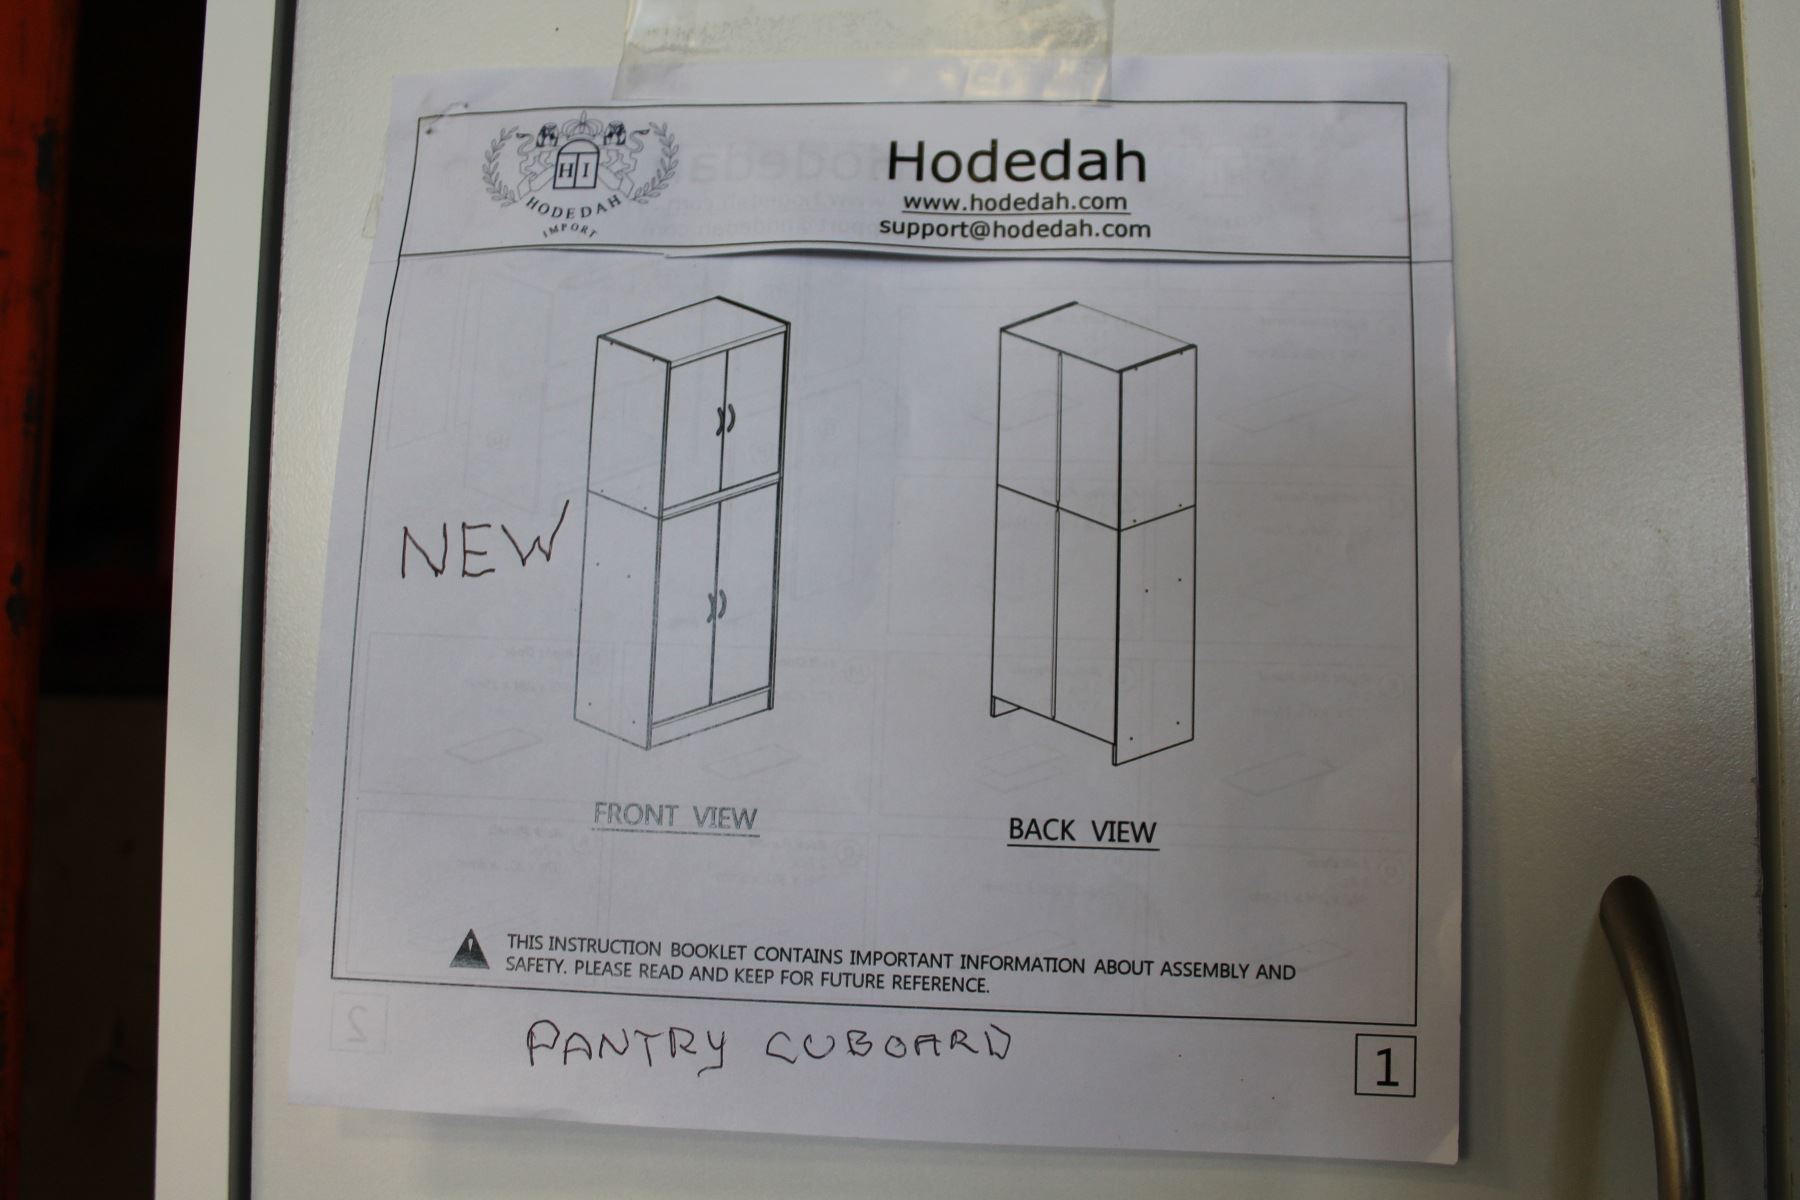 H I
HODEDAH
IMPORT
Hodedah
www.hodedah.com
support@hodedah.com
NEW
FRONT VIEW
BACK VIEW
THIS INSTRUCTION BOOKLET CONTAINS IMPORTANT INFORMATION ABOUT ASSEMBLY AND
SAFETY. PLEASE READ AND KEEP FOR FUTURE REFERENCE.
PANTRY CUBOARD
1
2